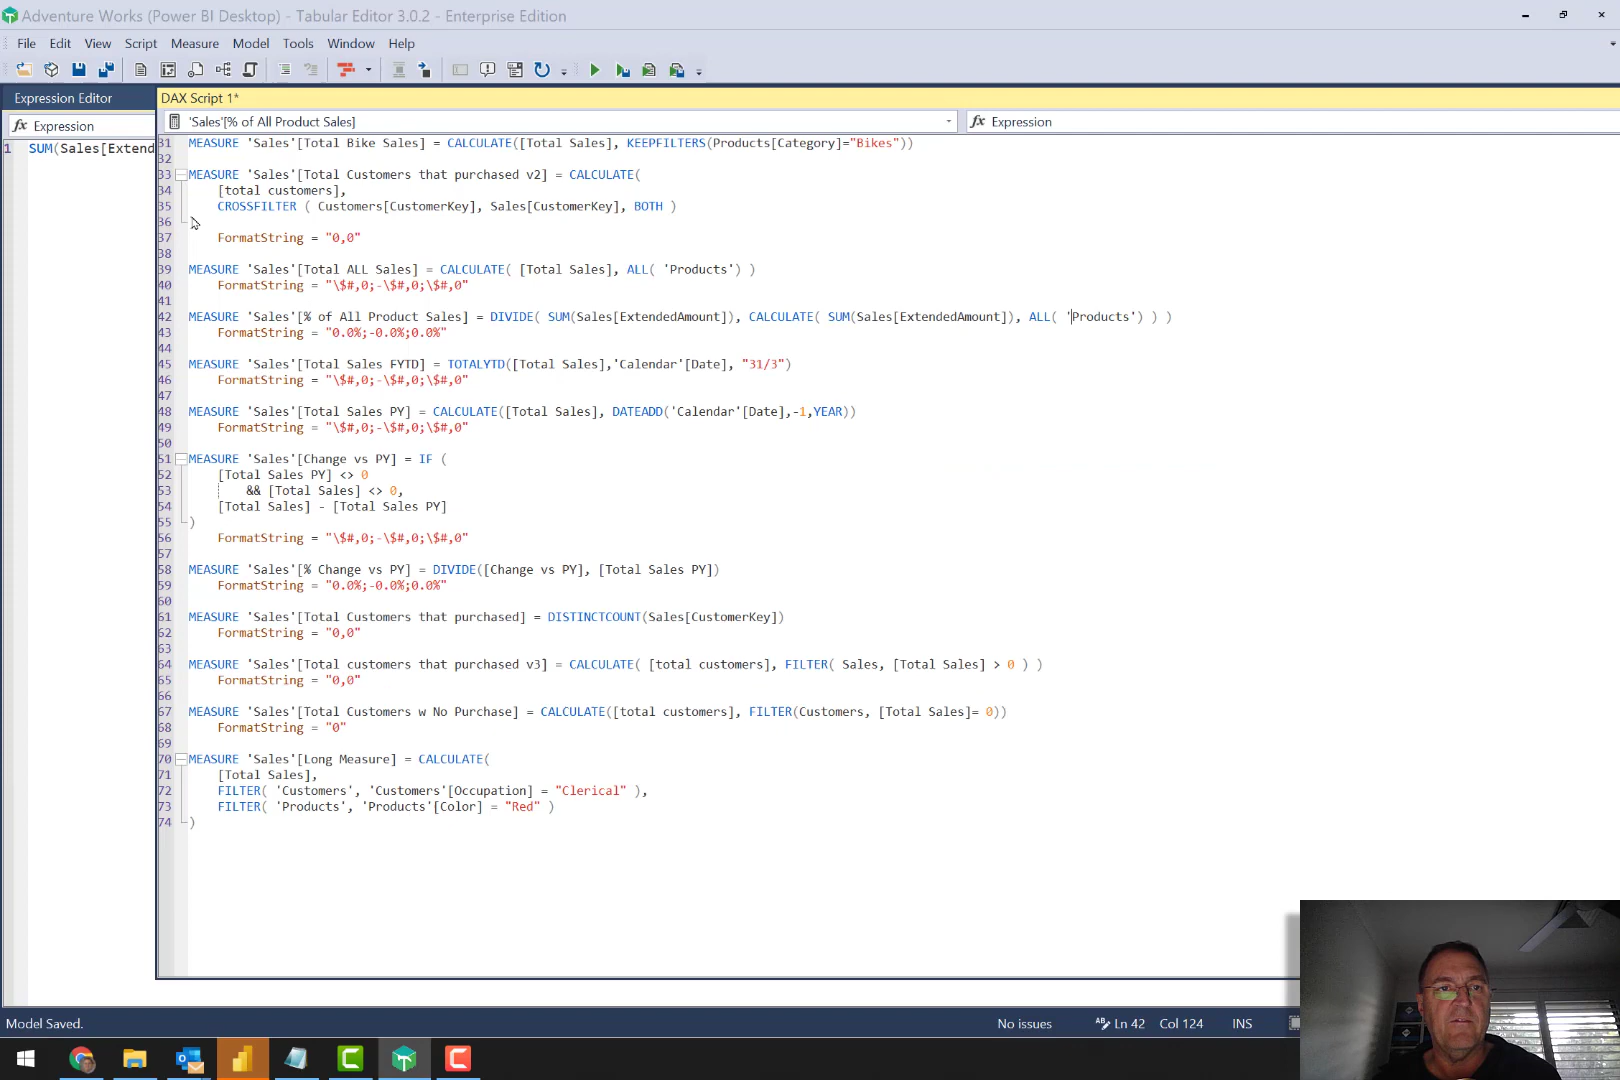 Adventure Works (Power BI Desktop) - Tabular Editor 3.0.2 - Enterprise Edition
File Edit View Script Measure Model Tools Window Help
Expression Editor
DAX Script 1*
fx Expression
'Sales'[% of All Product Sales]
fx Expression
1 SUM(Sales[Extend
31 MEASURE 'Sales'[Total Bike Sales] = CALCULATE([Total Sales], KEEPFILTERS(Products[Category]="Bikes"))
32
33 MEASURE 'Sales'[Total Customers that purchased v2] = CALCULATE(
34 [total customers],
35 CROSSFILTER ( Customers[CustomerKey], Sales[CustomerKey], BOTH )
36
37 FormatString = "0,0"
38
39 MEASURE 'Sales'[Total ALL Sales] = CALCULATE( [Total Sales], ALL( 'Products') )
40 FormatString = "\$#,0;-\$#,0;\$#,0"
41
42 MEASURE 'Sales'[% of All Product Sales] = DIVIDE( SUM(Sales[ExtendedAmount]), CALCULATE( SUM(Sales[ExtendedAmount]), ALL( 'Products') ) )
43 FormatString = "0.0%;-0.0%;0.0%"
44
45 MEASURE 'Sales'[Total Sales FYTD] = TOTALYTD([Total Sales],'Calendar'[Date], "31/3")
46 FormatString = "\$#,0;-\$#,0;\$#,0"
47
48 MEASURE 'Sales'[Total Sales PY] = CALCULATE([Total Sales], DATEADD('Calendar'[Date],-1,YEAR))
49 FormatString = "\$#,0;-\$#,0;\$#,0"
50
51 MEASURE 'Sales'[Change vs PY] = IF (
52 [Total Sales PY] <> 0
53 && [Total Sales] <> 0,
54 [Total Sales] - [Total Sales PY]
55 )
56 FormatString = "\$#,0;-\$#,0;\$#,0"
57
58 MEASURE 'Sales'[% Change vs PY] = DIVIDE([Change vs PY], [Total Sales PY])
59 FormatString = "0.0%;-0.0%;0.0%"
60
61 MEASURE 'Sales'[Total Customers that purchased] = DISTINCTCOUNT(Sales[CustomerKey])
62 FormatString = "0,0"
63
64 MEASURE 'Sales'[Total customers that purchased v3] = CALCULATE( [total customers], FILTER( Sales, [Total Sales] > 0 ) )
65 FormatString = "0,0"
66
67 MEASURE 'Sales'[Total Customers w No Purchase] = CALCULATE([total customers], FILTER(Customers, [Total Sales]= 0))
68 FormatString = "0"
69
70 MEASURE 'Sales'[Long Measure] = CALCULATE(
71 [Total Sales],
72 FILTER( 'Customers', 'Customers'[Occupation] = "Clerical" ),
73 FILTER( 'Products', 'Products'[Color] = "Red" )
74 )
Model Saved.
No issues
Ln 42 Col 124 INS